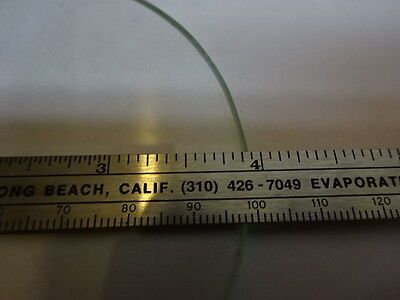 3 4
ONG BEACH, CALIF. (310) 426-7049 EVAPORAT
70 80 90 100 110 120